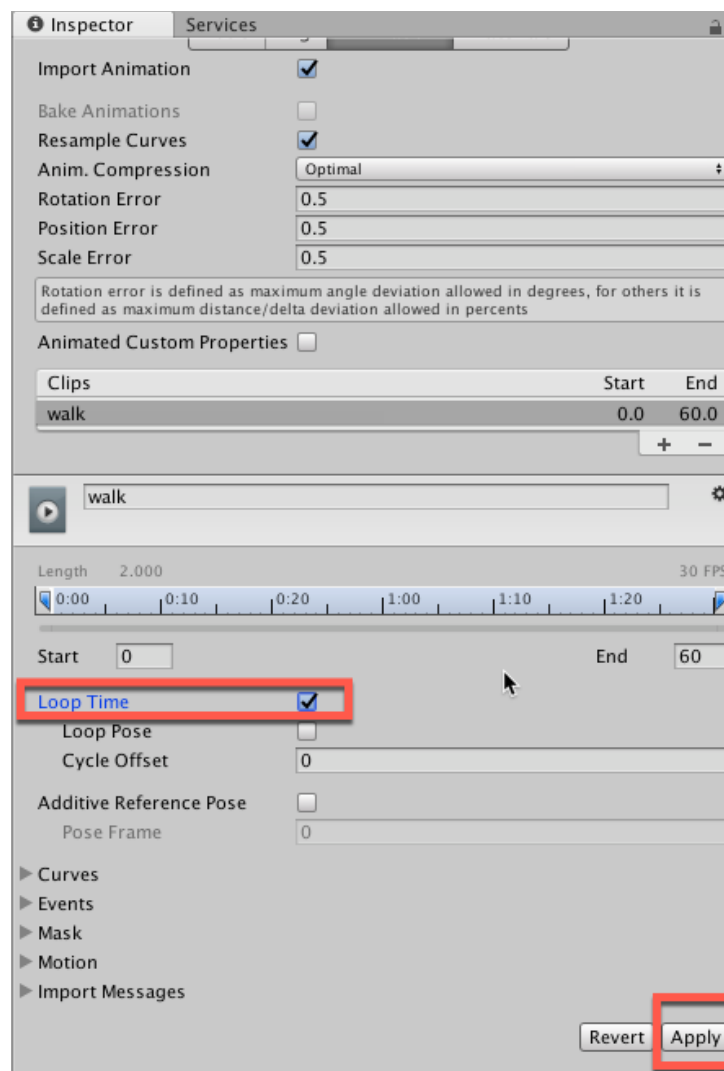 Inspector Services
Import Animation
Bake Animations
Resample Curves
Anim. Compression Optimal
Rotation Error 0.5
Position Error 0.5
Scale Error 0.5
Rotation error is defined as maximum angle deviation allowed in degrees, for others it is
defined as maximum distance/delta deviation allowed in percents
Animated Custom Properties
Clips Start End
walk 0.0 60.0
+ −
walk
Length 2.000 30 FPS
0:00 0:10 0:20 1:00 1:10 1:20
Start 0 End 60
Loop Time
Loop Pose
Cycle Offset 0
Additive Reference Pose
Pose Frame 0
Curves
Events
Mask
Motion
Import Messages
Revert Apply